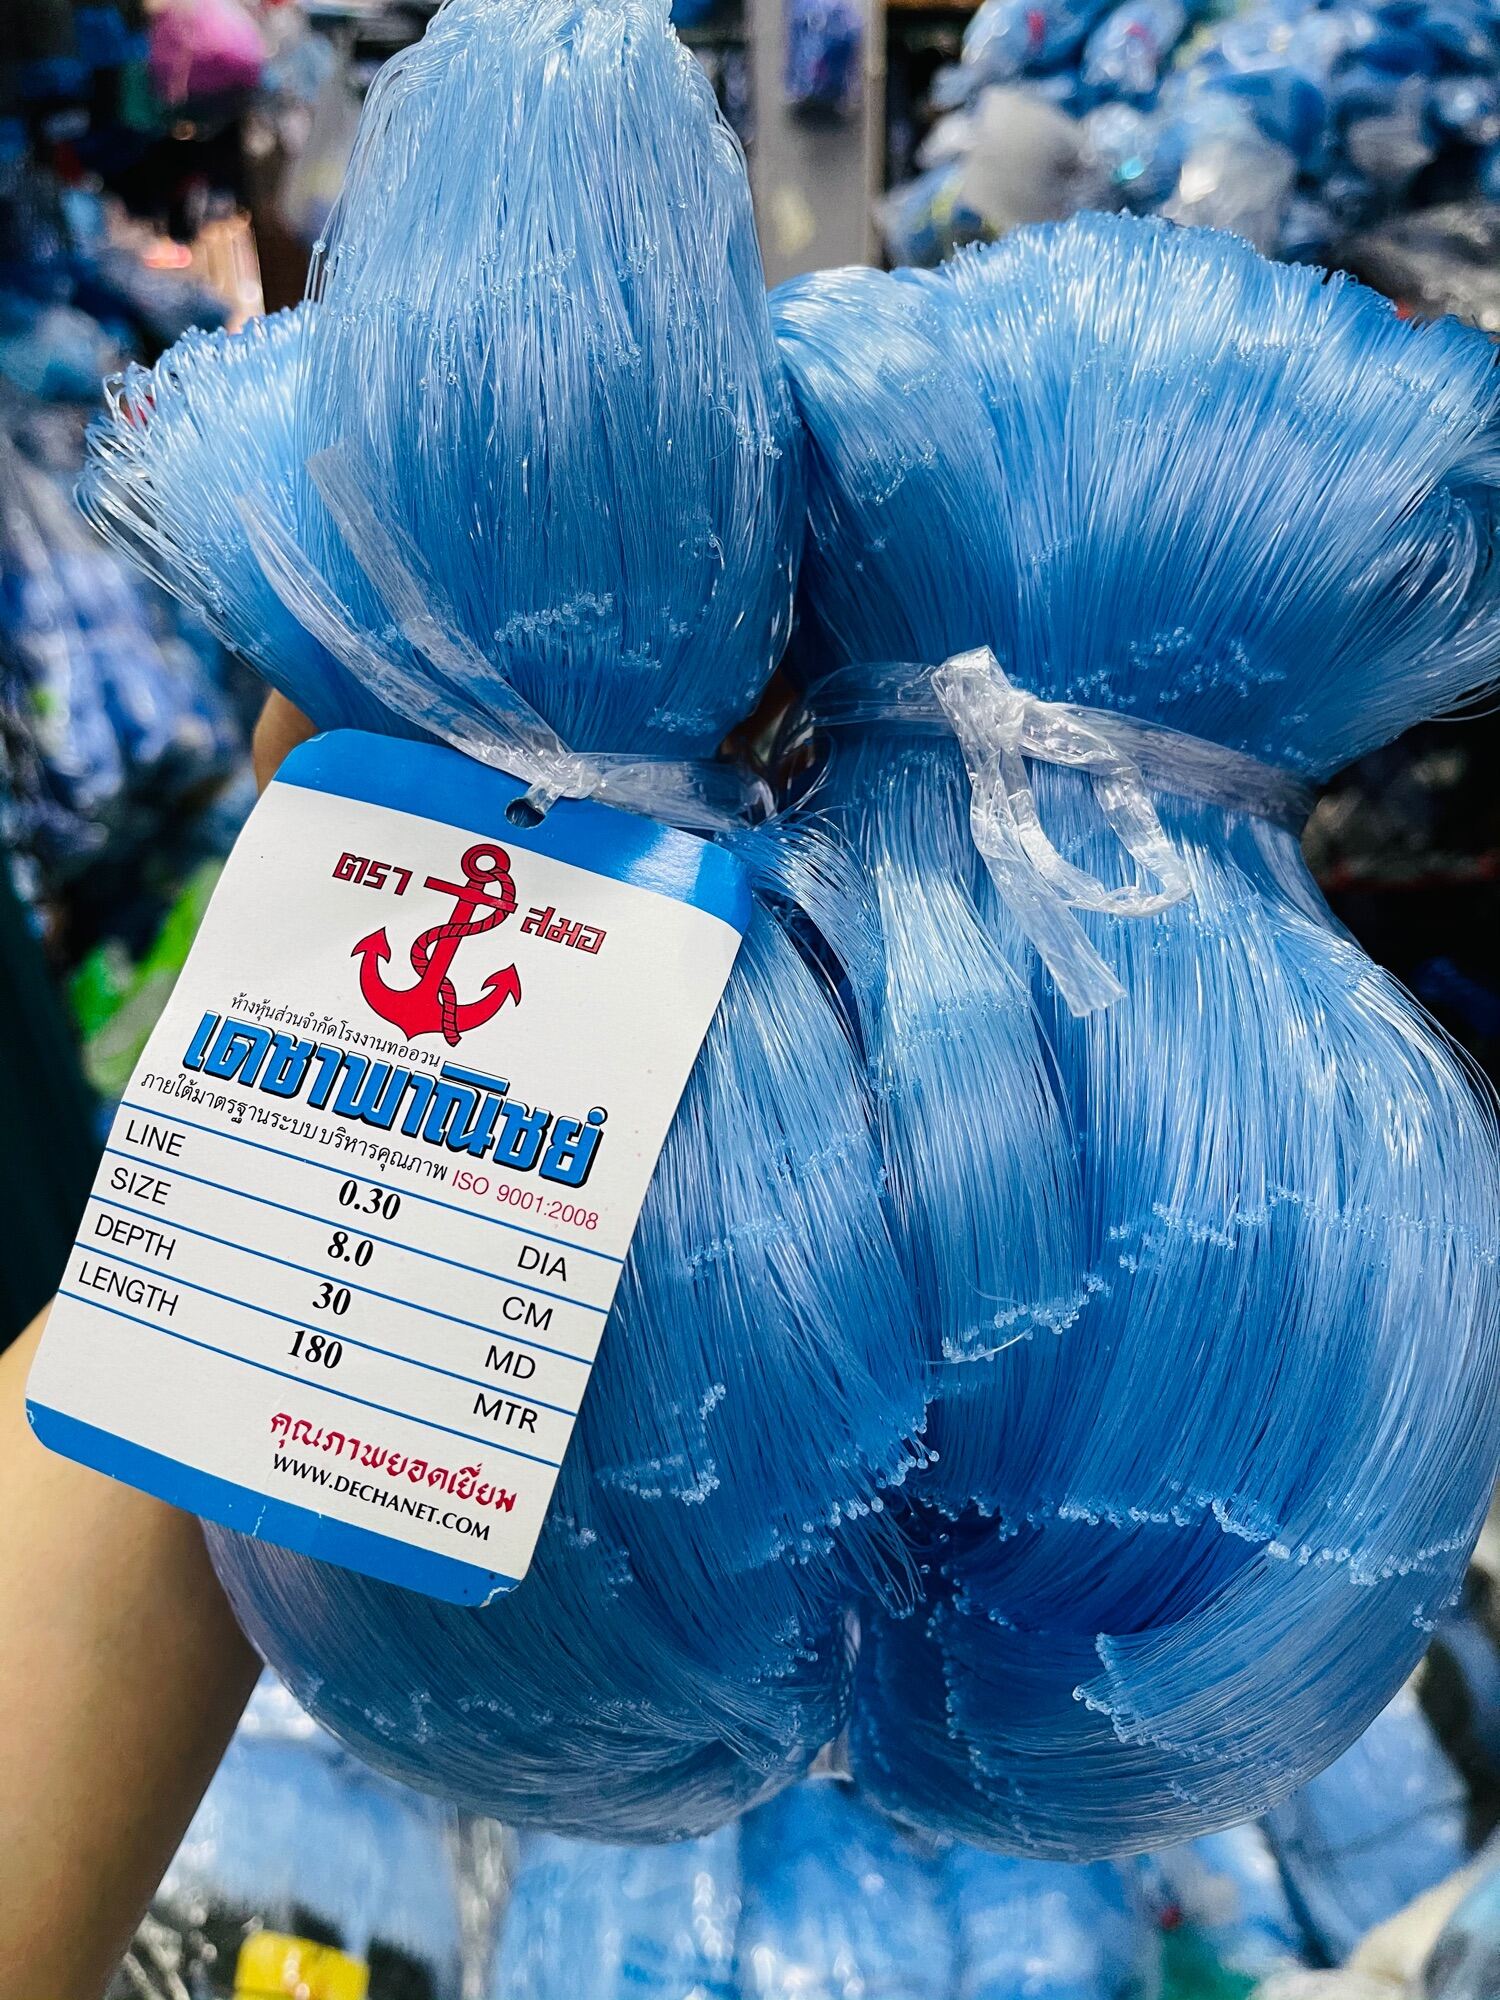 ตรา สมอ
ห้างหุ้นส่วนจำกัดโรงงานทออวน
เดชาพาณิชย์
ภายใต้มาตรฐานระบบบริหารคุณภาพ ISO 9001:2008
LINE 0.30 DIA
SIZE 8.0 CM
DEPTH 30 MD
LENGTH 180 MTR
คุณภาพยอดเยี่ยม
WWW.DECHANET.COM